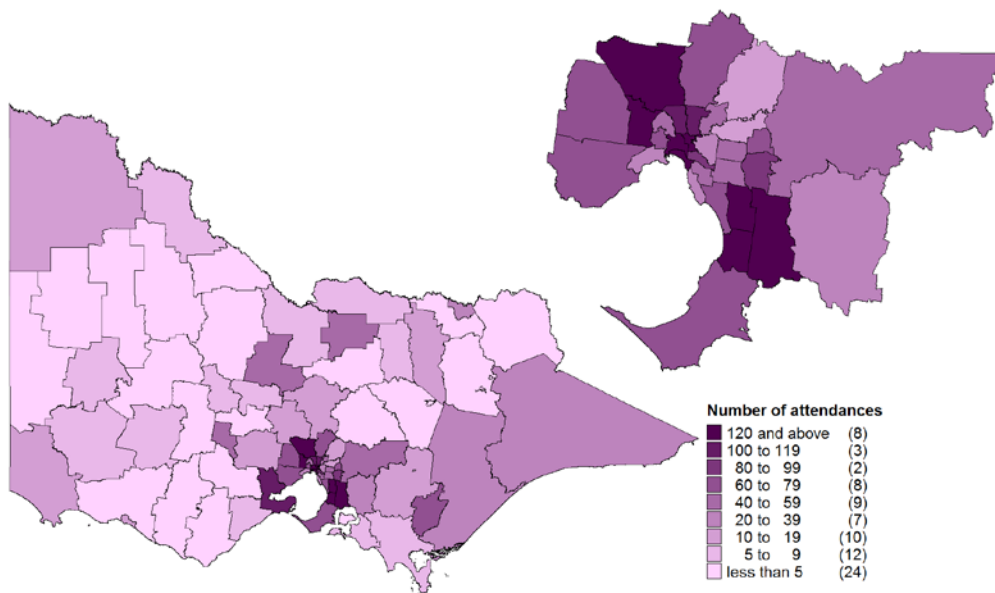 Number of attendances
120 and above (8)
100 to 119 (3)
80 to 99 (2)
60 to 79 (8)
40 to 59 (9)
20 to 39 (7)
10 to 19 (10)
5 to 9 (12)
less than 5 (24)